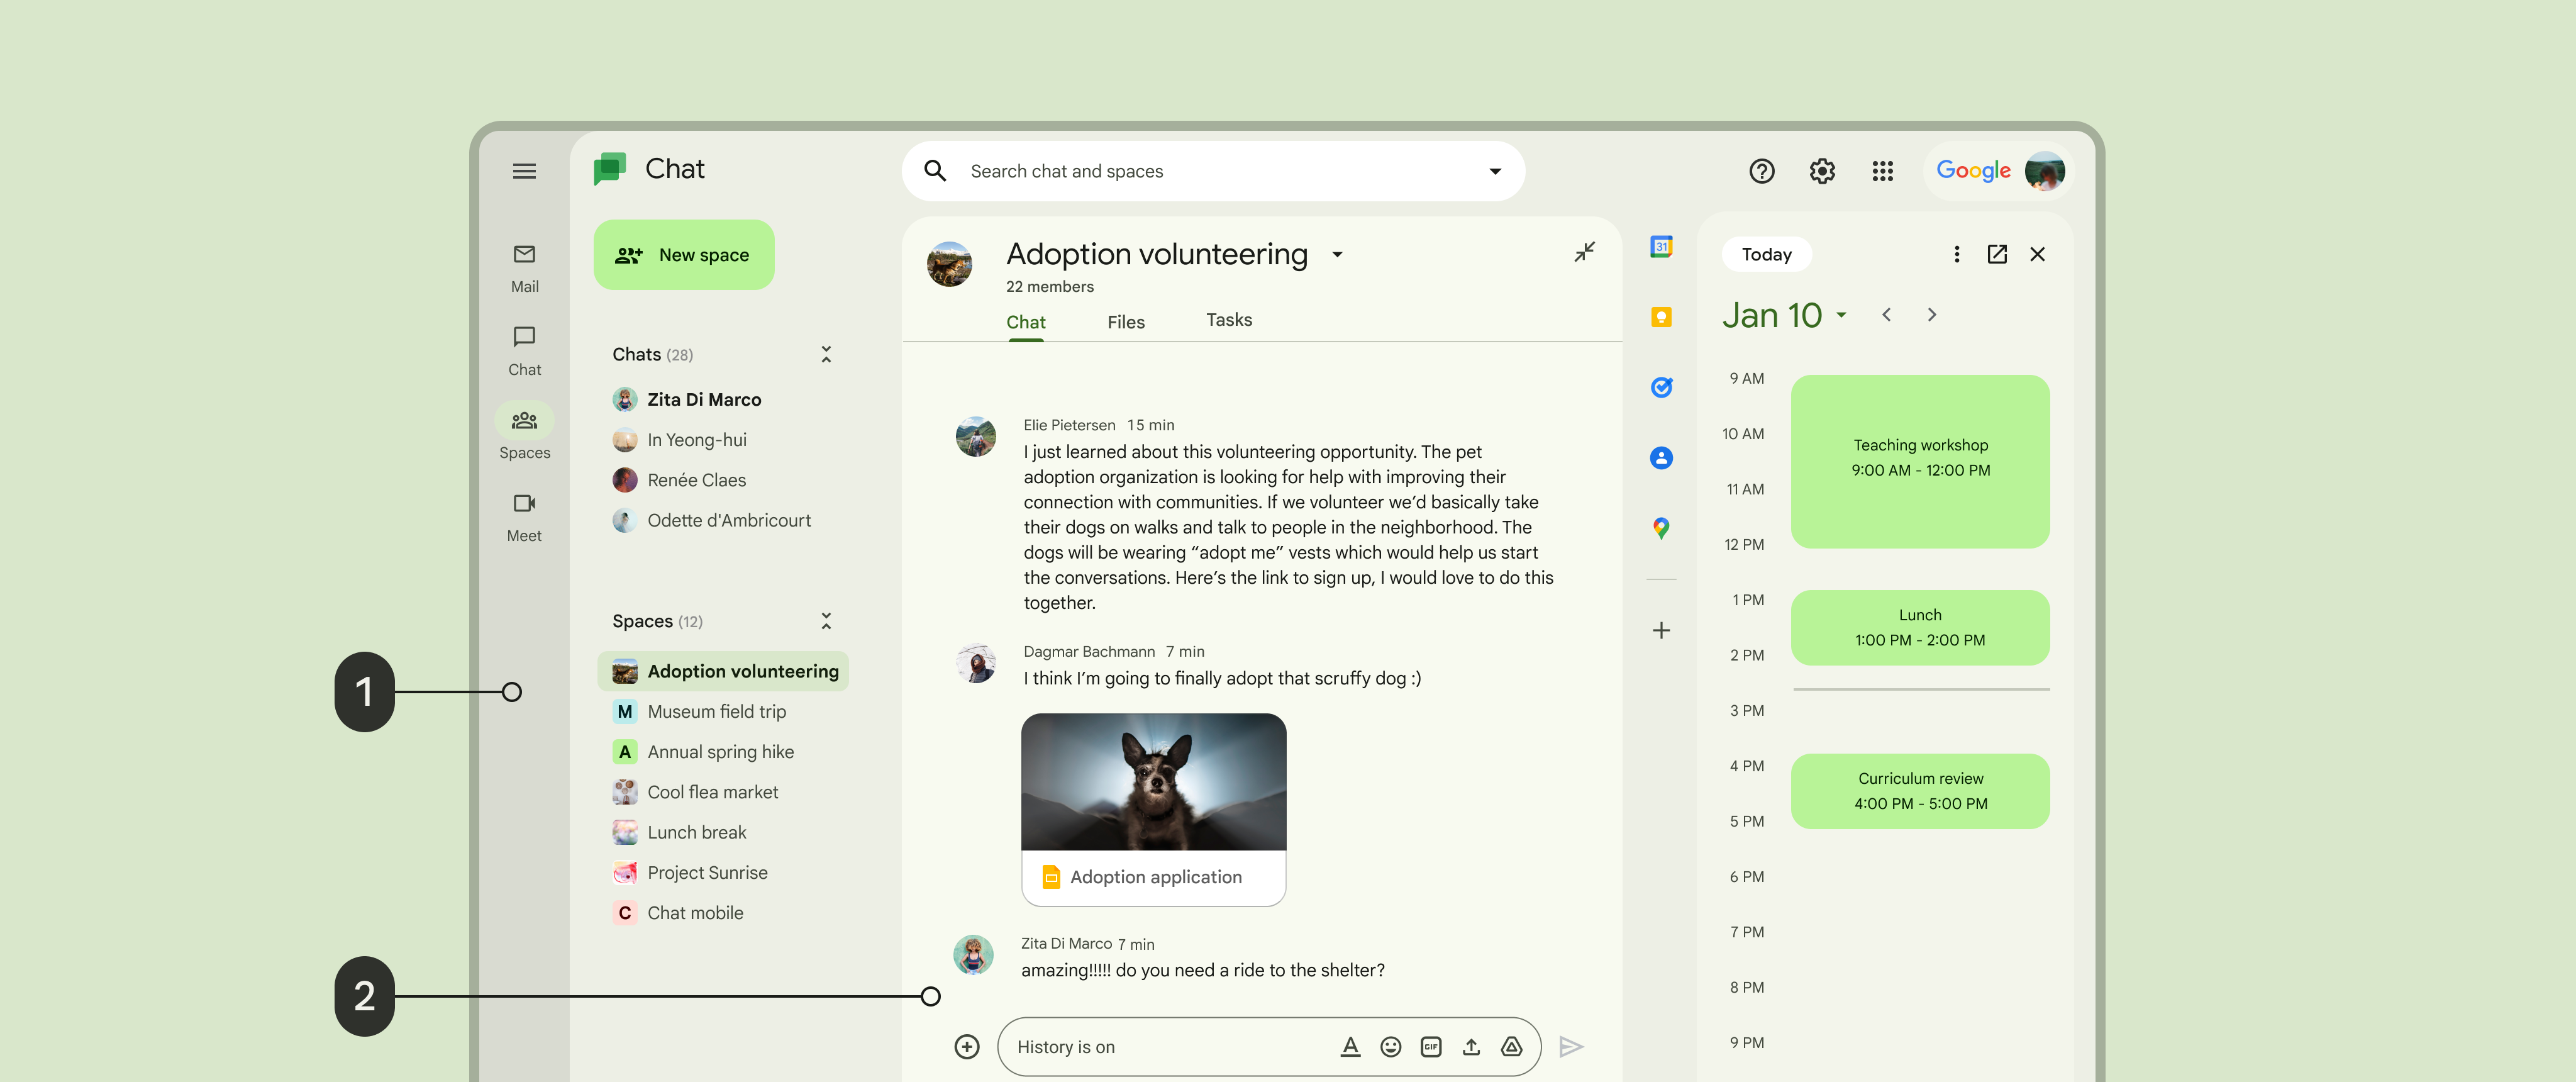 Chat
Search chat and spaces
Google
Mail
Chat
Spaces
Meet
New space
Chats (28)
Zita Di Marco
In Yeong-hui
Renée Claes
Odette d'Ambricourt
Spaces (12)
Adoption volunteering
M Museum field trip
A Annual spring hike
Cool flea market
Lunch break
Project Sunrise
C Chat mobile
Adoption volunteering
22 members
Chat Files Tasks
Elie Pietersen 15 min
I just learned about this volunteering opportunity. The pet
adoption organization is looking for help with improving their
connection with communities. If we volunteer we’d basically take
their dogs on walks and talk to people in the neighborhood. The
dogs will be wearing “adopt me” vests which would help us start
the conversations. Here’s the link to sign up, I would love to do this
together.
Dagmar Bachmann 7 min
I think I’m going to finally adopt that scruffy dog :)
Adoption application
Zita Di Marco 7 min
amazing!!!!! do you need a ride to the shelter?
History is on
GIF
31
Today
Jan 10
9 AM
10 AM
11 AM
12 PM
1 PM
2 PM
3 PM
4 PM
5 PM
6 PM
7 PM
8 PM
9 PM
Teaching workshop
9:00 AM - 12:00 PM
Lunch
1:00 PM - 2:00 PM
Curriculum review
4:00 PM - 5:00 PM
1
2